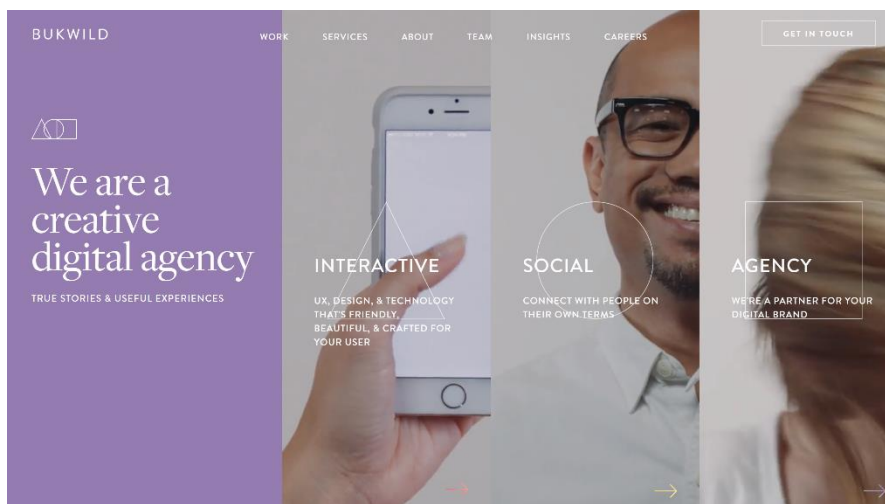 BUKWILD
WORK SERVICES ABOUT TEAM INSIGHTS CAREERS
GET IN TOUCH
We are a
creative
digital agency
TRUE STORIES & USEFUL EXPERIENCES
INTERACTIVE
UX, DESIGN, & TECHNOLOGY
THAT'S FRIENDLY,
BEAUTIFUL, & CRAFTED FOR
YOUR USER
SOCIAL
CONNECT WITH PEOPLE ON
THEIR OWN TERMS
AGENCY
WE'RE A PARTNER FOR YOUR
DIGITAL BRAND